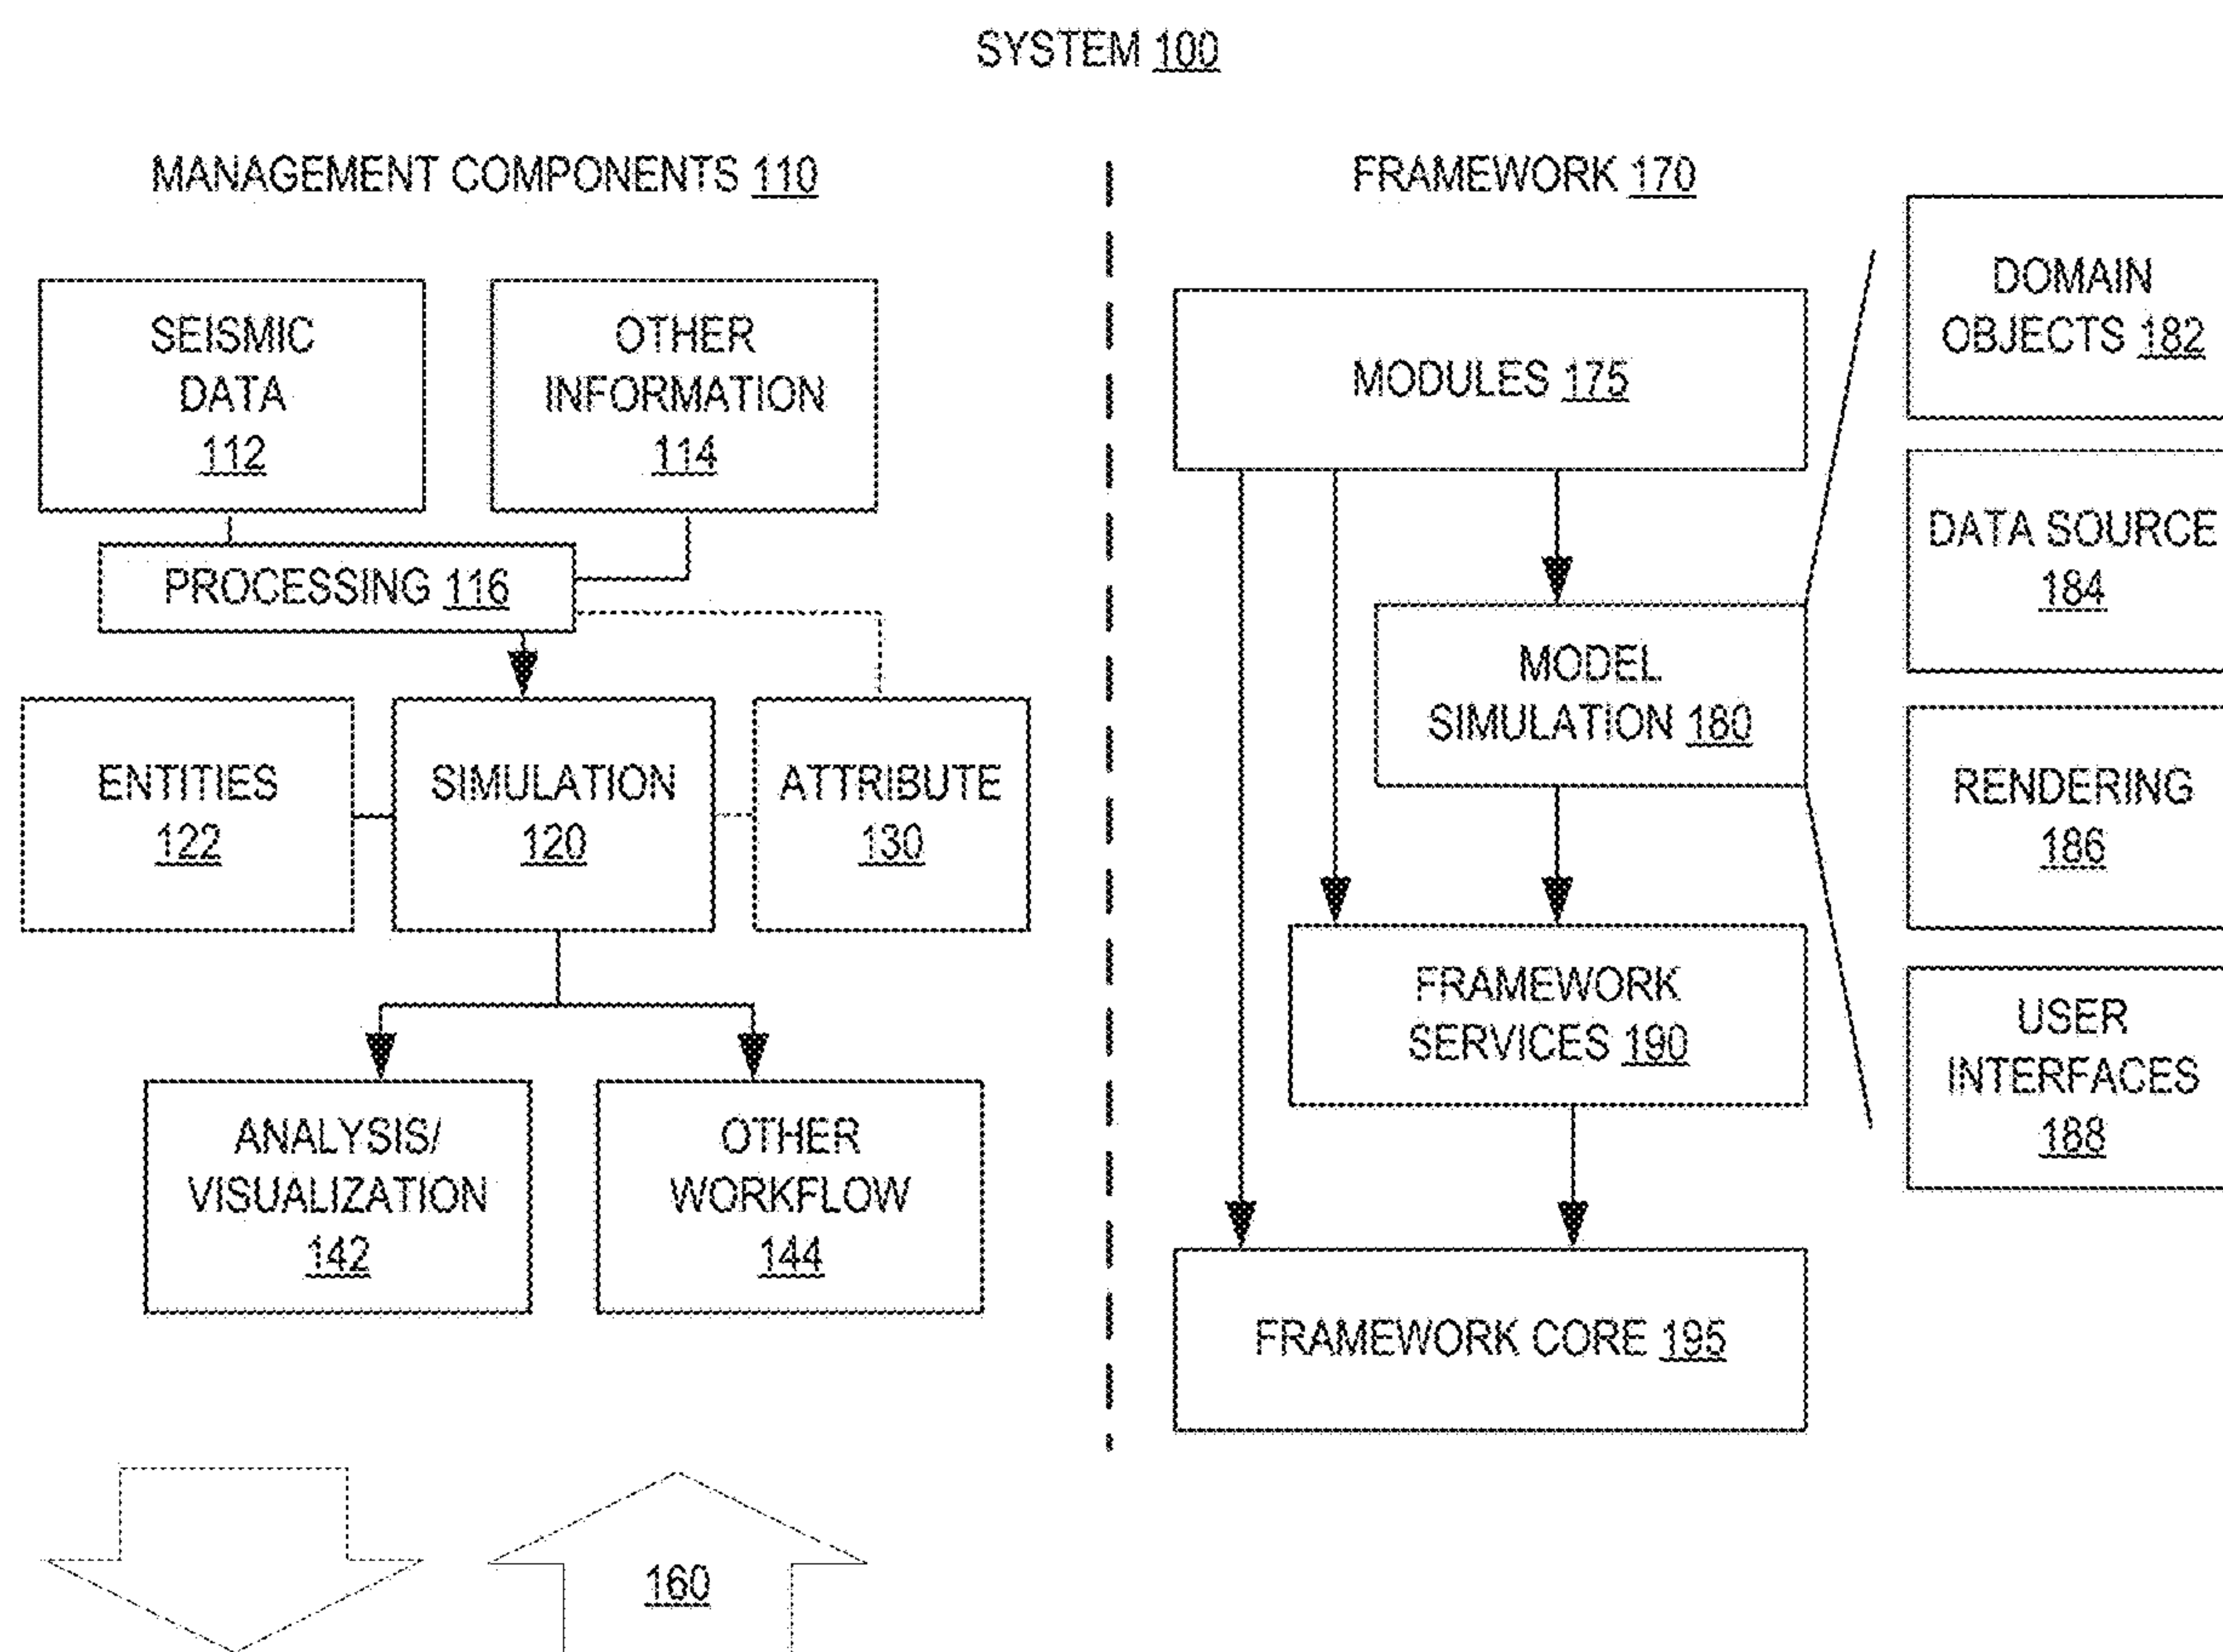 SYSTEM 100
MANAGEMENT COMPONENTS 110
SEISMIC
DATA
112
OTHER
INFORMATION
114
PROCESSING 116
ENTITIES
122
SIMULATION
120
ATTRIBUTE
130
ANALYSIS/
VISUALIZATION
142
OTHER
WORKFLOW
144
160
FRAMEWORK 170
MODULES 175
MODEL
SIMULATION 180
FRAMEWORK
SERVICES 190
FRAMEWORK CORE 195
DOMAIN
OBJECTS 182
DATA SOURCE
184
RENDERING
186
USER
INTERFACES
188